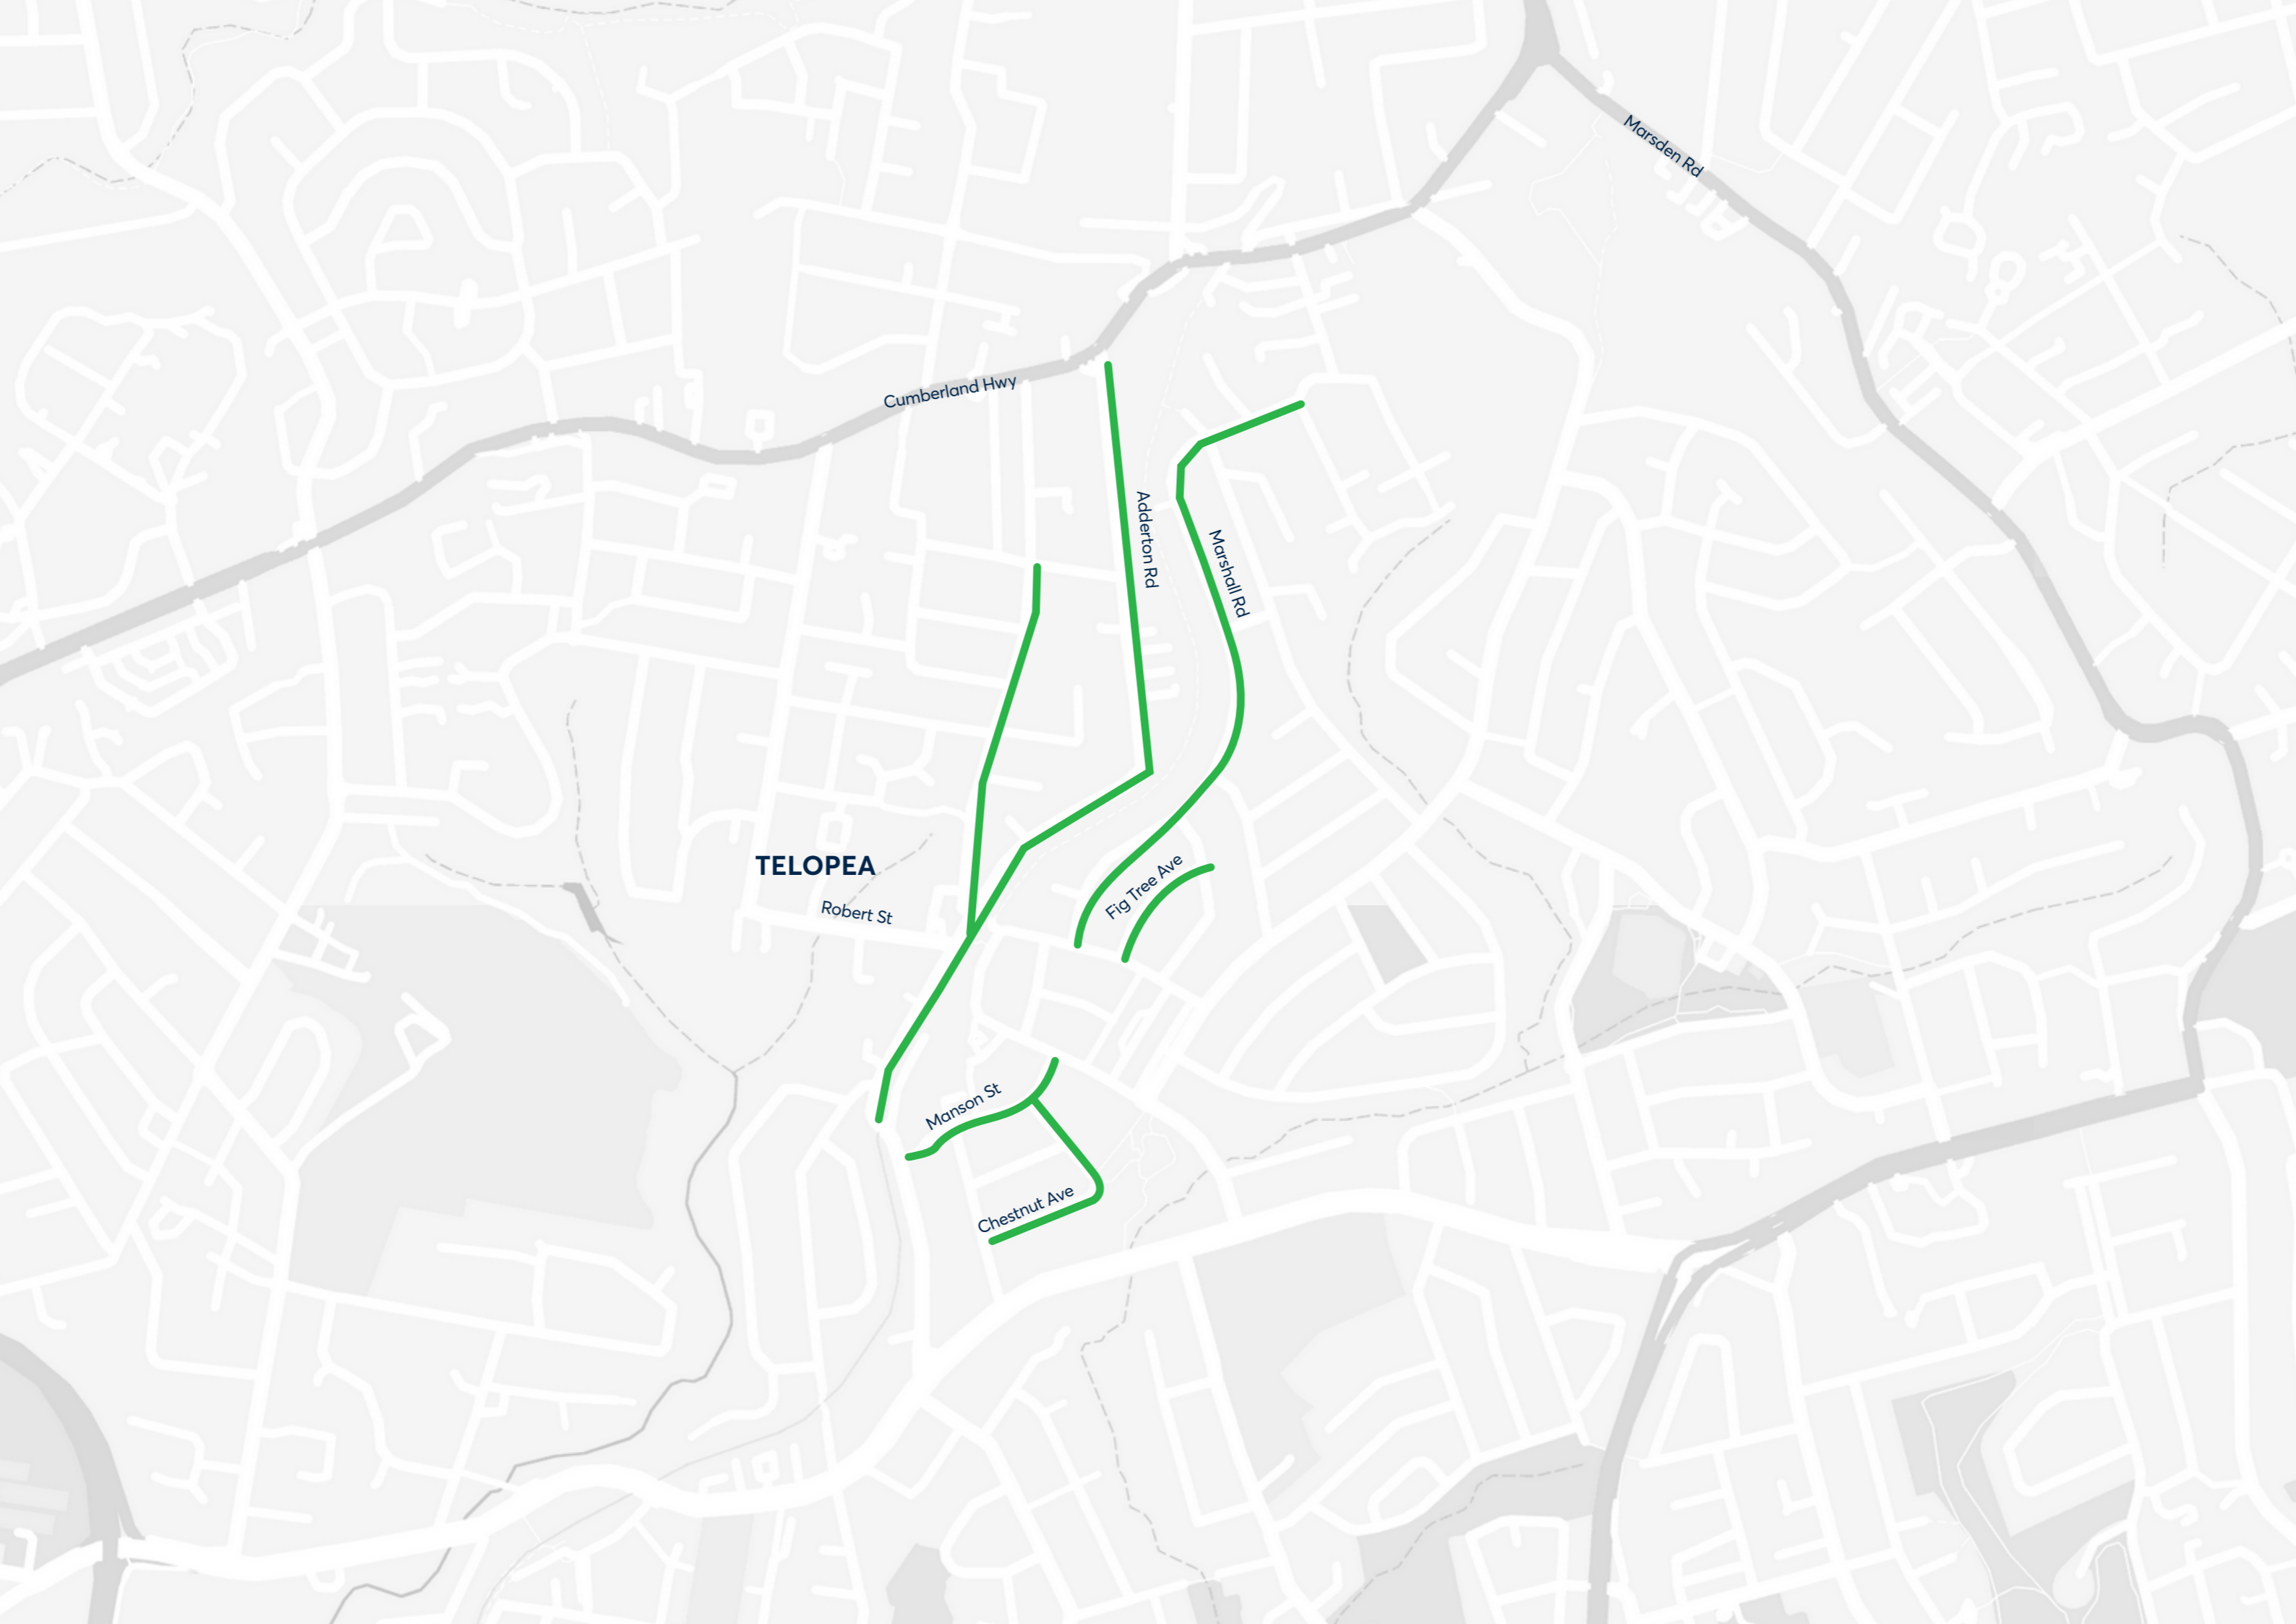 Marsden Rd
Cumberland Hwy
Adderton Rd
Marshall Rd
TELOPEA
Fig Tree Ave
Robert St
Manson St
Chestnut Ave